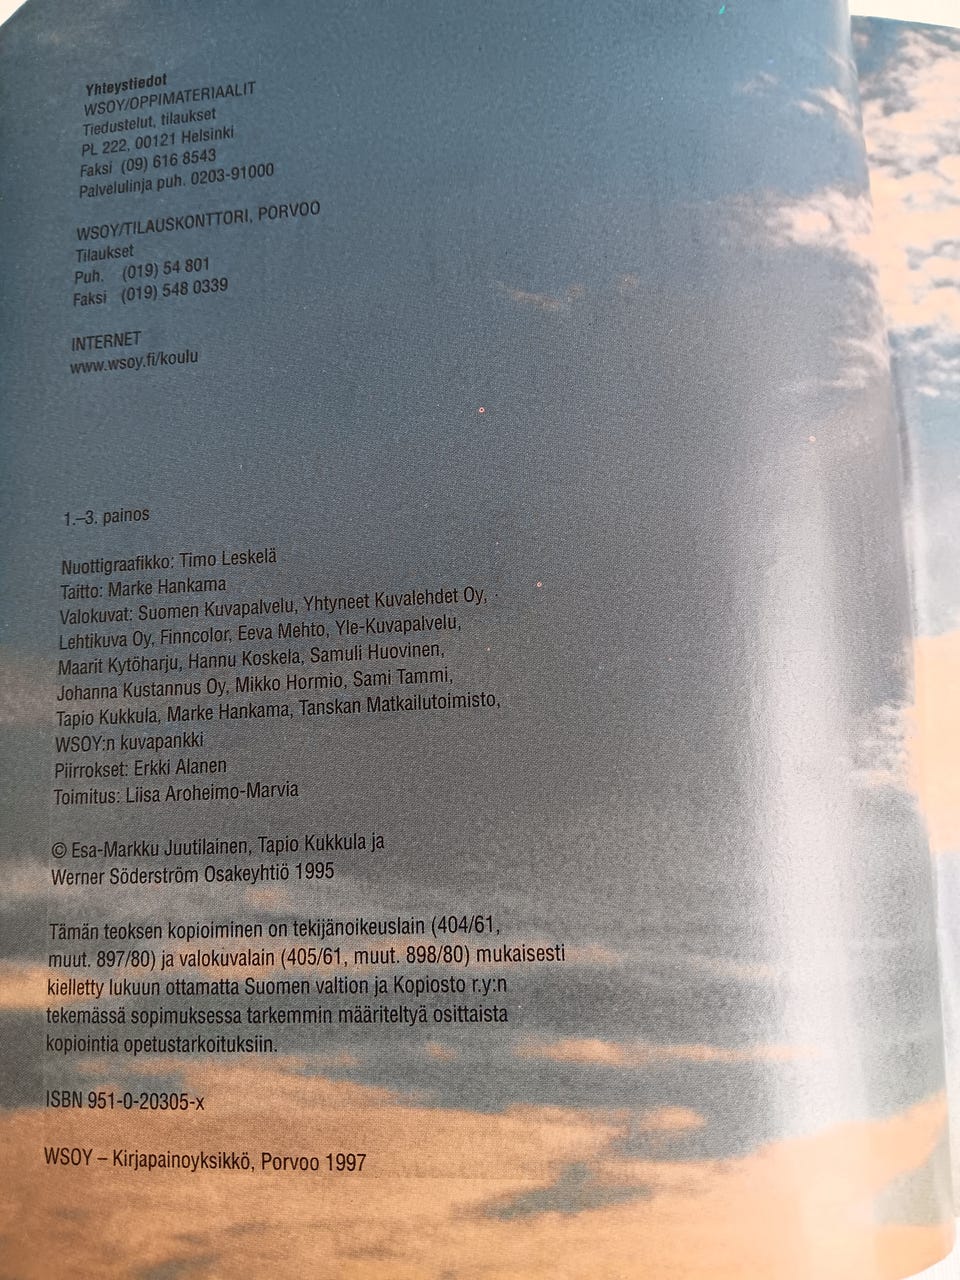 Yhteystiedot
WSOY/OPPIMATERIAALIT
Tiedustelut, tilaukset
PL 222, 00121 Helsinki
Faksi (09) 616 8543
Palvelulinja puh. 0203-91000
WSOY/TILAUSKONTTORI, PORVOO
Tilaukset
Puh. (019) 54 801
Faksi (019) 548 0339
INTERNET
www.wsoy.fi/koulu
1.–3. painos
Nuottigraafikko: Timo Leskelä
Taitto: Marke Hankama
Valokuvat: Suomen Kuvapalvelu, Yhtyneet Kuvalehdet Oy,
Lehtikuva Oy, Finncolor, Eeva Mehto, Yle-Kuvapalvelu,
Maarit Kytöharju, Hannu Koskela, Samuli Huovinen,
Johanna Kustannus Oy, Mikko Hormio, Sami Tammi,
Tapio Kukkula, Marke Hankama, Tanskan Matkailutoimisto,
WSOY:n kuvapankki
Piirrokset: Erkki Alanen
Toimitus: Liisa Aroheimo-Marvia
© Esa-Markku Juutilainen, Tapio Kukkula ja
Werner Söderström Osakeyhtiö 1995
Tämän teoksen kopioiminen on tekijänoikeuslain (404/61,
muut. 897/80) ja valokuvalain (405/61, muut. 898/80) mukaisesti
kielletty lukuun ottamatta Suomen valtion ja Kopiosto r.y:n
tekemässä sopimuksessa tarkemmin määriteltyä osittaista
kopiointia opetustarkoituksiin.
ISBN 951-0-20305-x
WSOY – Kirjapainoyksikkö, Porvoo 1997